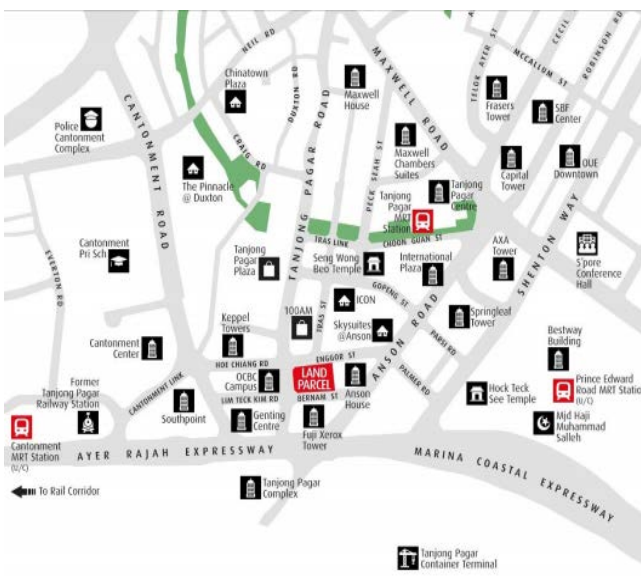 NEIL RD
CECIL
ROBINSON RD
Chinatown
Plaza
DUXTON RD
MAXWELL ROAD
Maxwell
House
TELOK AYER ST
MCCALLUM ST
Frasers
Tower
SBF
Center
Police
Cantonment
Complex
CANTONMENT ROAD
CRAIG RD
TANJONG PAGAR ROAD
PECK SEAH ST
Maxwell
Chambers
Suites
Capital
Tower
OUE
Downtown
The Pinnacle
@ Duxton
Tanjong
Pagar
MRT
Station
Tanjong
Pagar
Centre
SHENTON WAY
Cantonment
Pri Sch
EVERTON RD
Tanjong
Pagar
Plaza
TRAS LINK
CHOON GUAN ST
Seng Wong
Beo Temple
International
Plaza
AXA
Tower
S'pore
Conference
Hall
GOPENG ST
ICON
ANSON ROAD
Springleaf
Tower
Keppel
Towers
100AM
TRAS ST
Skysuites
@Anson
PARSI RD
Bestway
Building
Cantonment
Center
HOE CHIANG RD
ENGGOR ST
PALMER RD
CANTONMENT LINK
OCBC
Campus
LAND
PARCEL
Anson
House
Hock Teck
See Temple
Prince Edward
Road MRT Statio
(U/C)
Former
Tanjong Pagar
Railway Station
LIM TECK KIM RD
BERNAM ST
Southpoint
Genting
Centre
Fuji Xerox
Tower
Mjd Haji
Muhammad
Salleh
Cantonment
MRT Station
(U/C)
AYER RAJAH EXPRESSWAY
MARINA COASTAL EXPRESSWAY
To Rail Corridor
Tanjong Pagar
Complex
Tanjong Pagar
Container Terminal